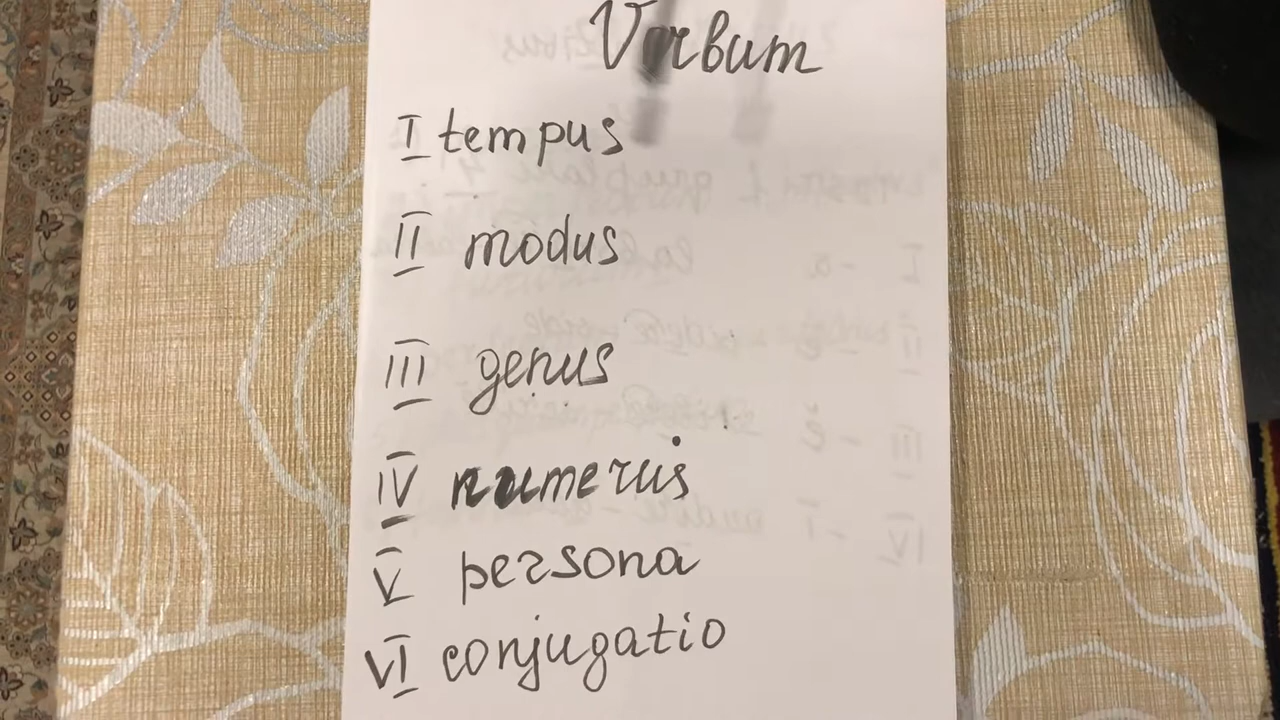 Verbum
I tempus
II modus
III genus
IV numerus
V persona
VI conjugatio